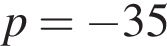 p = −35